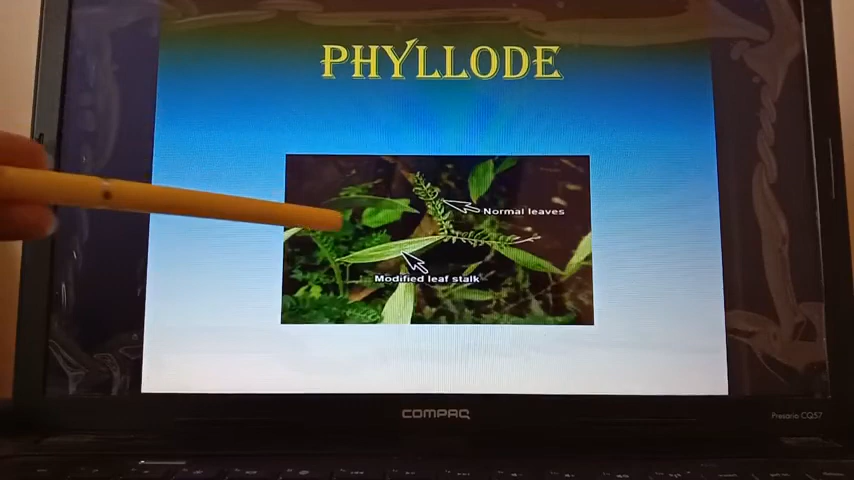 PHYLLODE
Normal leaves
Modified leaf stalk
COMPAQ
Presario CQ57